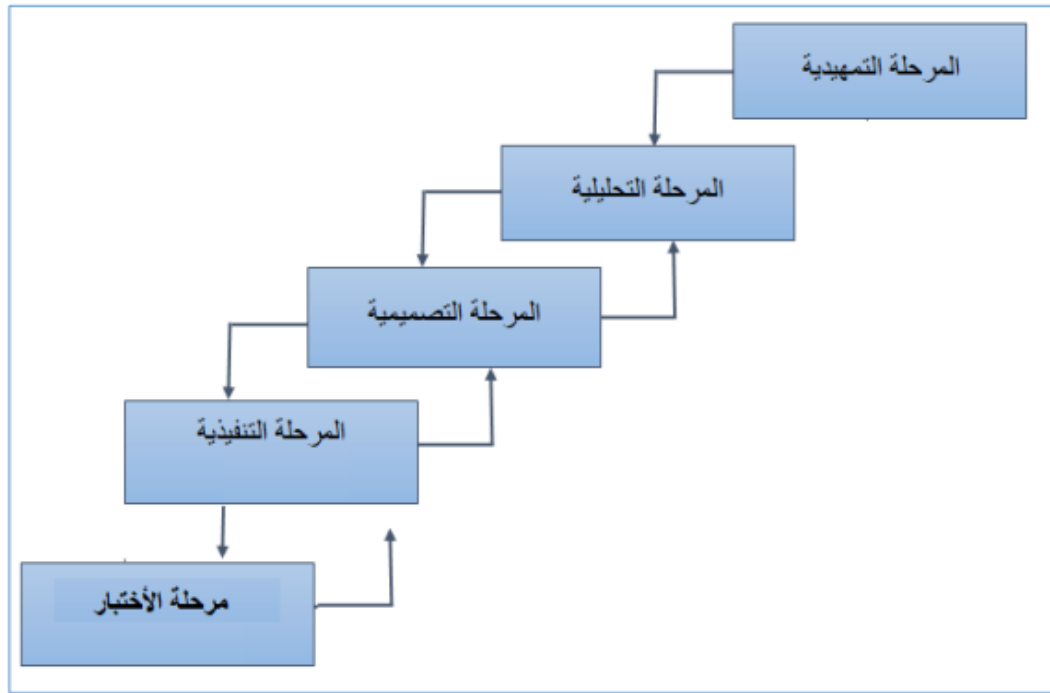 المرحلة التمهيدية
المرحلة التحليلية
المرحلة التصميمية
المرحلة التنفيذية
مرحلة الأختبار